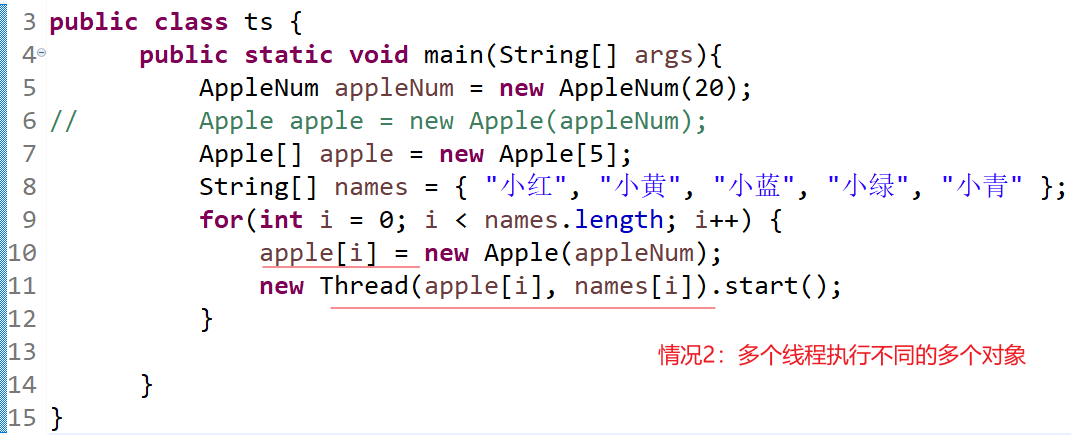 3 public class ts {
4 public static void main(String[] args){
5 AppleNum appleNum = new AppleNum(20);
6 // Apple apple = new Apple(appleNum);
7 Apple[] apple = new Apple[5];
8 String[] names = { "小红", "小黄", "小蓝", "小绿", "小青" };
9 for(int i = 0; i < names.length; i++) {
10 apple[i] = new Apple(appleNum);
11 new Thread(apple[i], names[i]).start();
12 }
13 情况2：多个线程执行不同的多个对象
14 }
15 }